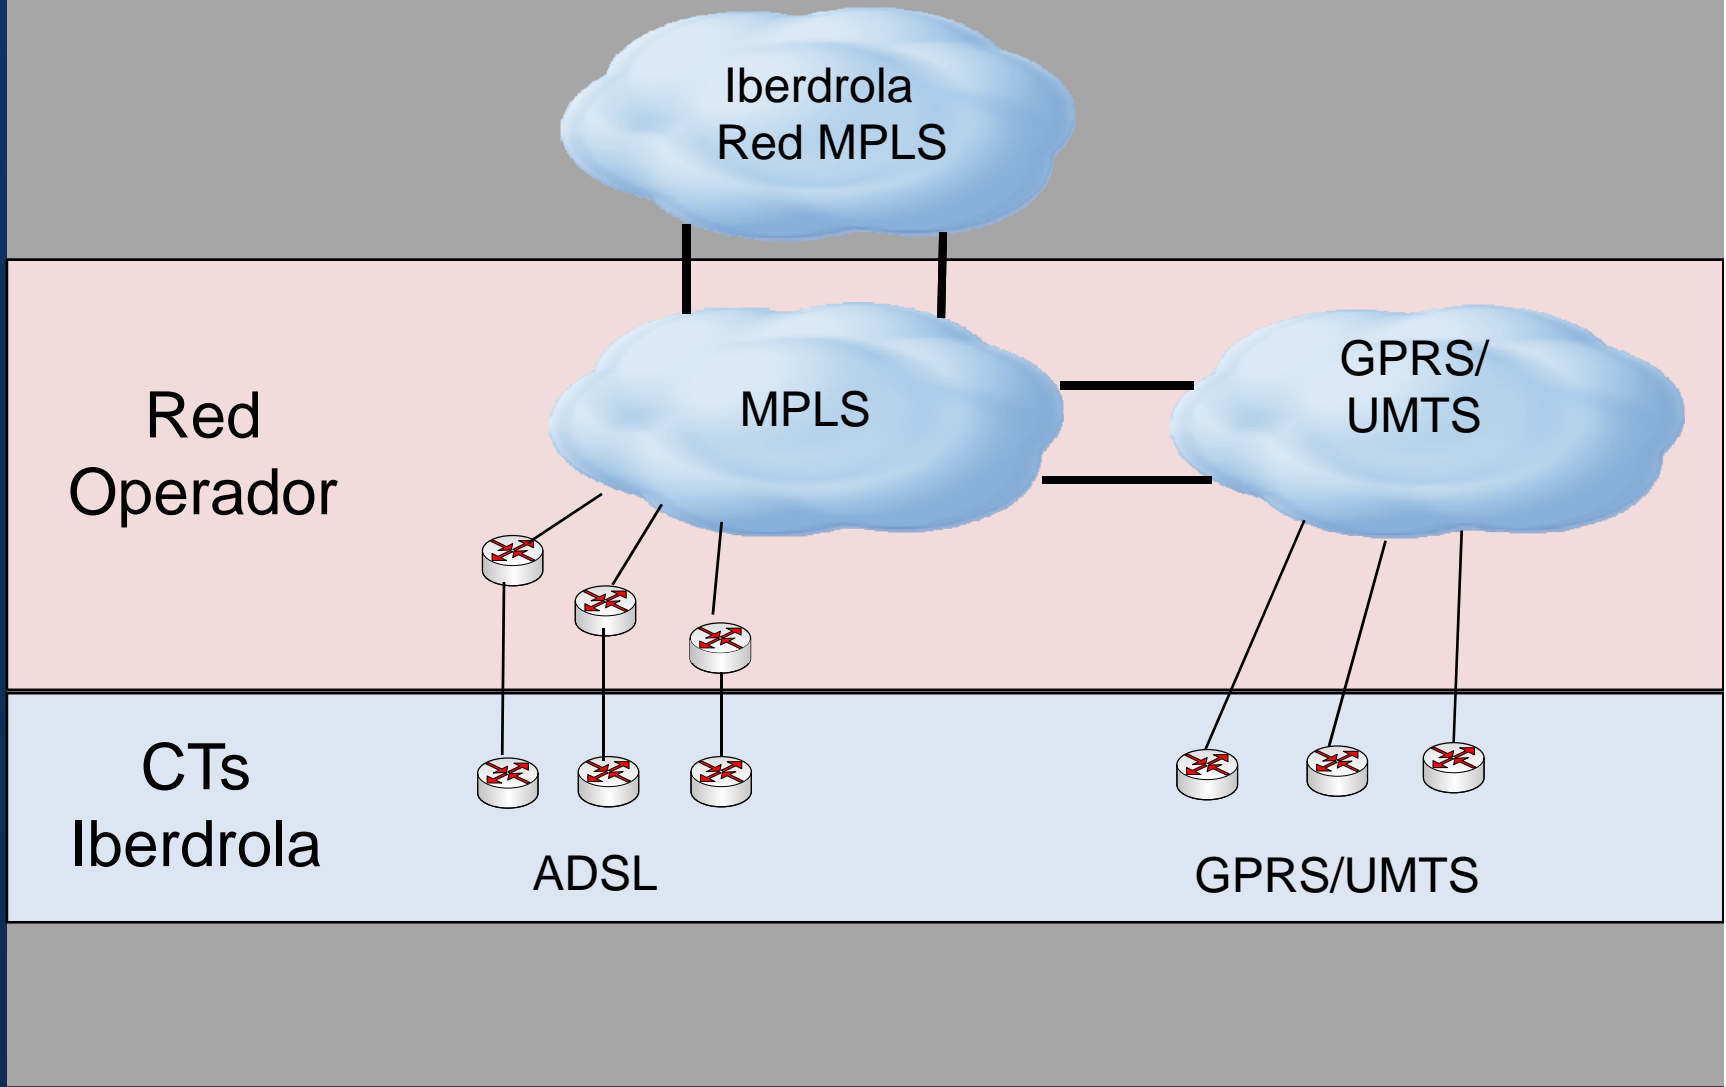 Iberdrola
Red MPLS
Red
Operador
MPLS
GPRS/
UMTS
CTs
Iberdrola
ADSL
GPRS/UMTS